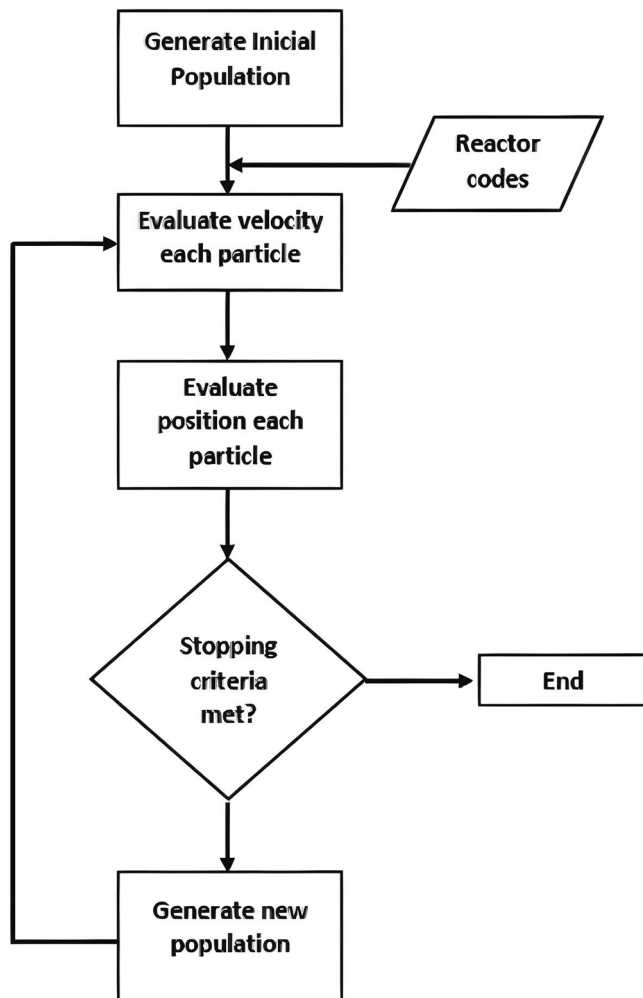 Generate Inicial
Population
Reactor
codes
Evaluate velocity
each particle
Evaluate
position each
particle
Stopping
criteria
met?
End
Generate new
population